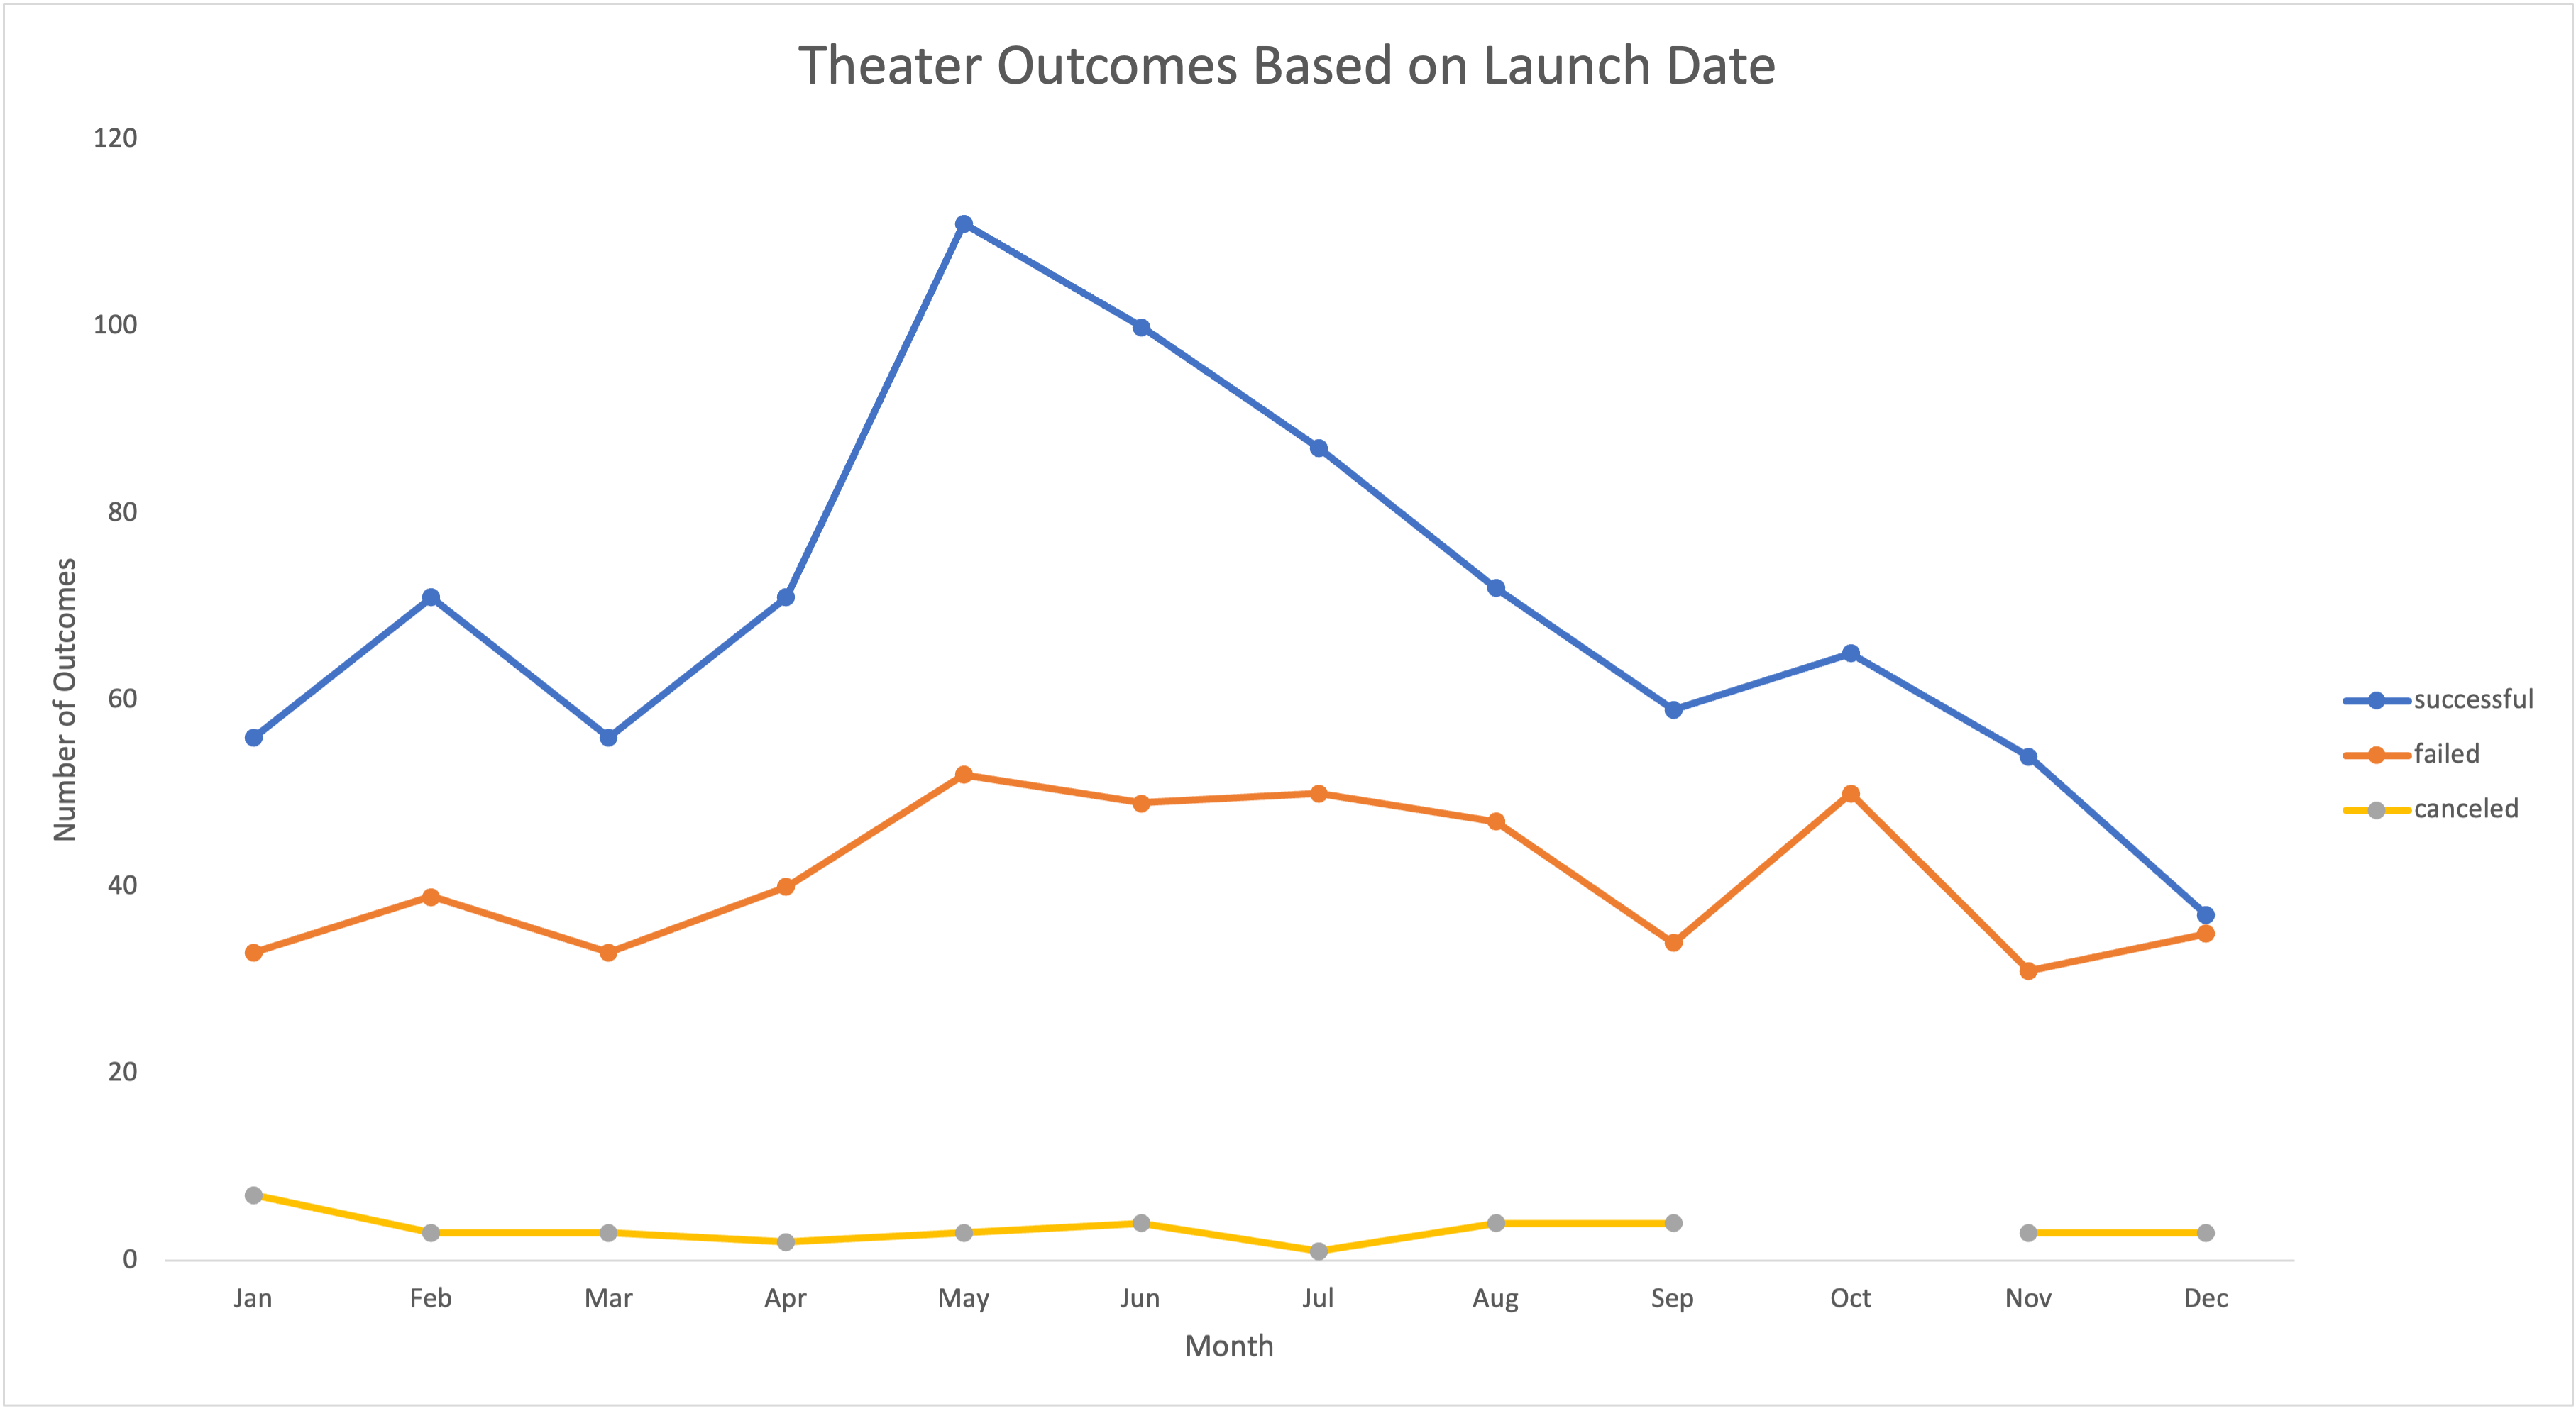 Theater Outcomes Based on Launch Date
120
100
80
60
40
20
0
Number of Outcomes
Jan Feb Mar Apr May Jun Jul Aug Sep Oct Nov Dec
Month
successful
failed
canceled